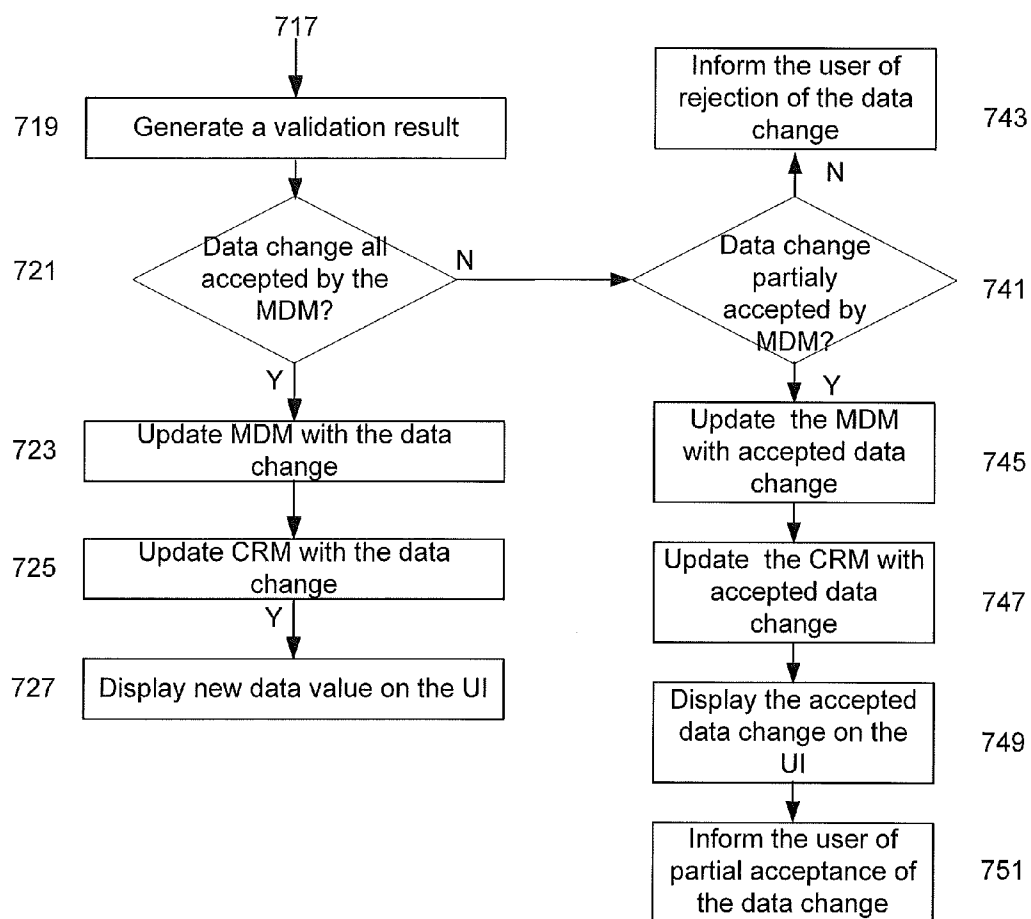 717
719
Generate a validation result
721
Data change all
accepted by the
MDM?
N
Y
723
Update MDM with the data
change
725
Update CRM with the data
change
Y
727
Display new data value on the UI
Inform the user of
rejection of the data
change
743
N
Data change
partialy
accepted by
MDM?
741
Y
Update the MDM
with accepted data
change
745
Update the CRM with
accepted data
change
747
Display the accepted
data change on the
UI
749
Inform the user of
partial acceptance of
the data change
751